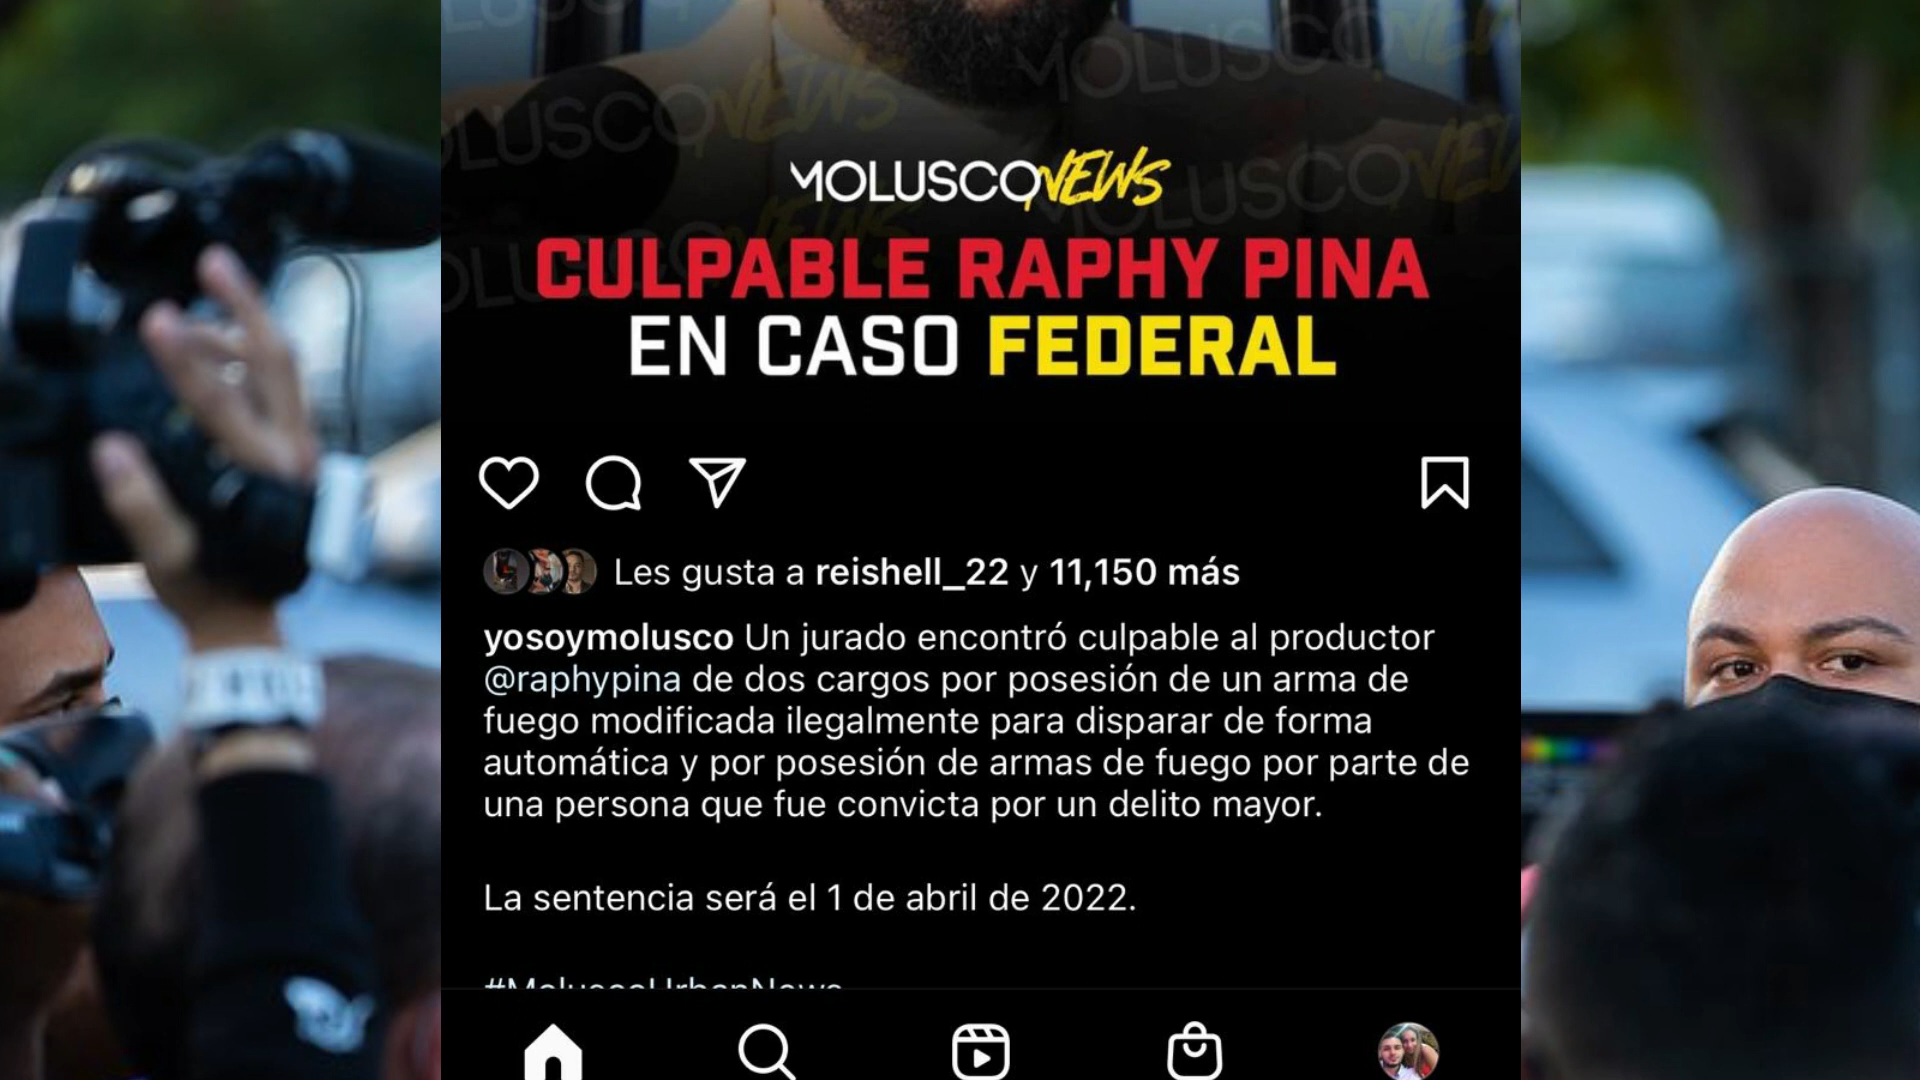 MOLUSCO NEWS
CULPABLE RAPHY PINA
EN CASO FEDERAL
Les gusta a reishell_22 y 11,150 más
yosoymolusco Un jurado encontró culpable al productor
@raphypina de dos cargos por posesión de un arma de
fuego modificada ilegalmente para disparar de forma
automática y por posesión de armas de fuego por parte de
una persona que fue convicta por un delito mayor.
La sentencia será el 1 de abril de 2022.
#MoluscoUrbanNews